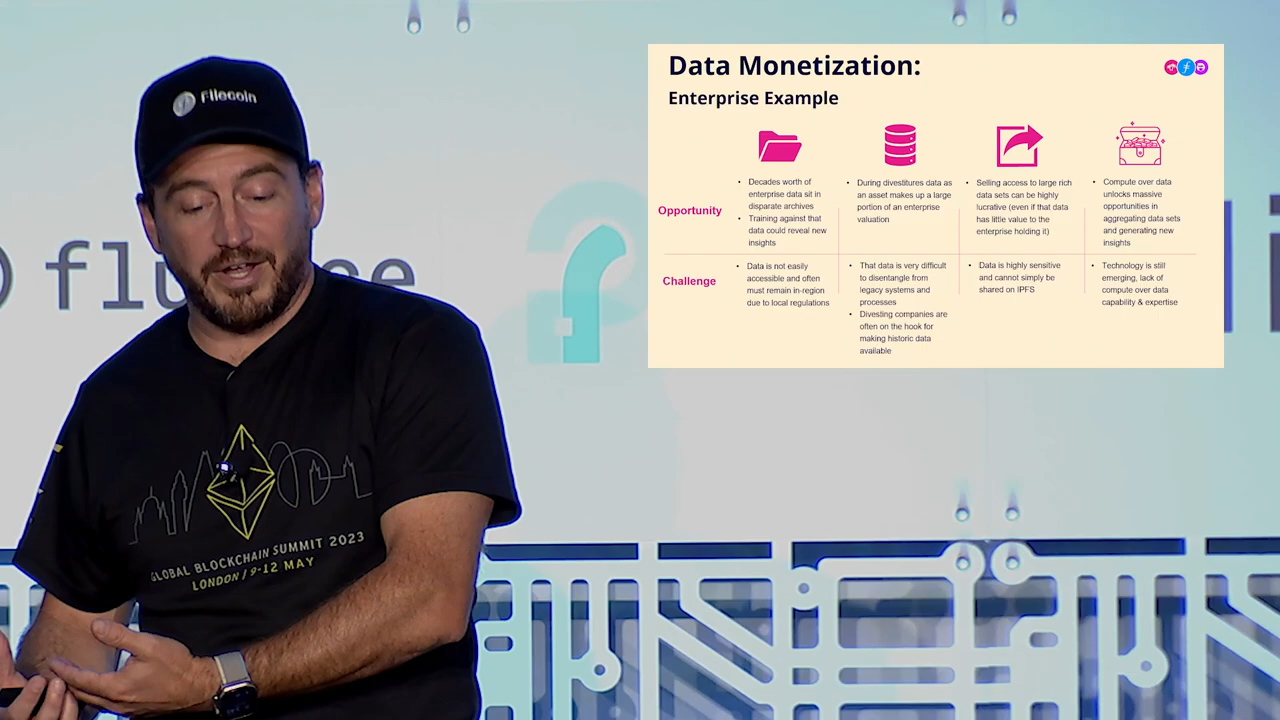 Filecoin
GLOBAL BLOCKCHAIN SUMMIT 2023
LONDON / 9-12 MAY
Data Monetization:
Enterprise Example
Opportunity
• Decades worth of
enterprise data sit in
disparate archives
• Training against that
data could reveal new
insights
• During divestitures data as
an asset makes up a large
portion of an enterprise
valuation
• Selling access to large rich
data sets can be highly
lucrative (even if that data
has little value to the
enterprise holding it)
• Compute over data
unlocks massive
opportunities in
aggregating data sets
and generating new
insights
Challenge
• Data is not easily
accessible and often
must remain in-region
due to local regulations
• That data is very difficult
to disentangle from
legacy systems and
processes
• Divesting companies are
often on the hook for
making historic data
available
• Data is highly sensitive
and cannot simply be
shared on IPFS
• Technology is still
emerging, lack of
compute over data
capability & expertise